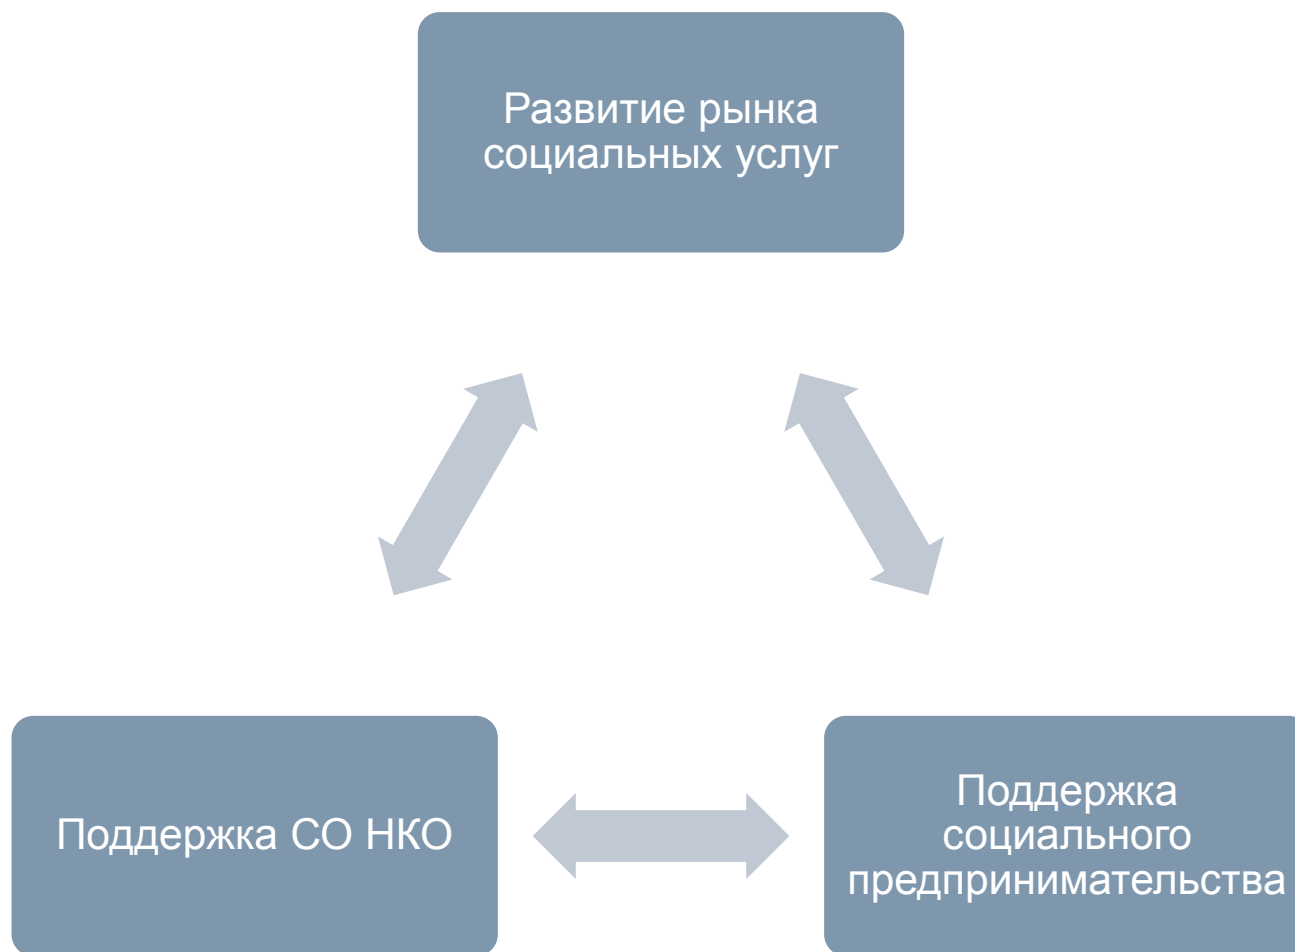 Развитие рынка
социальных услуг
Поддержка СО НКО
Поддержка
социального
предпринимательства